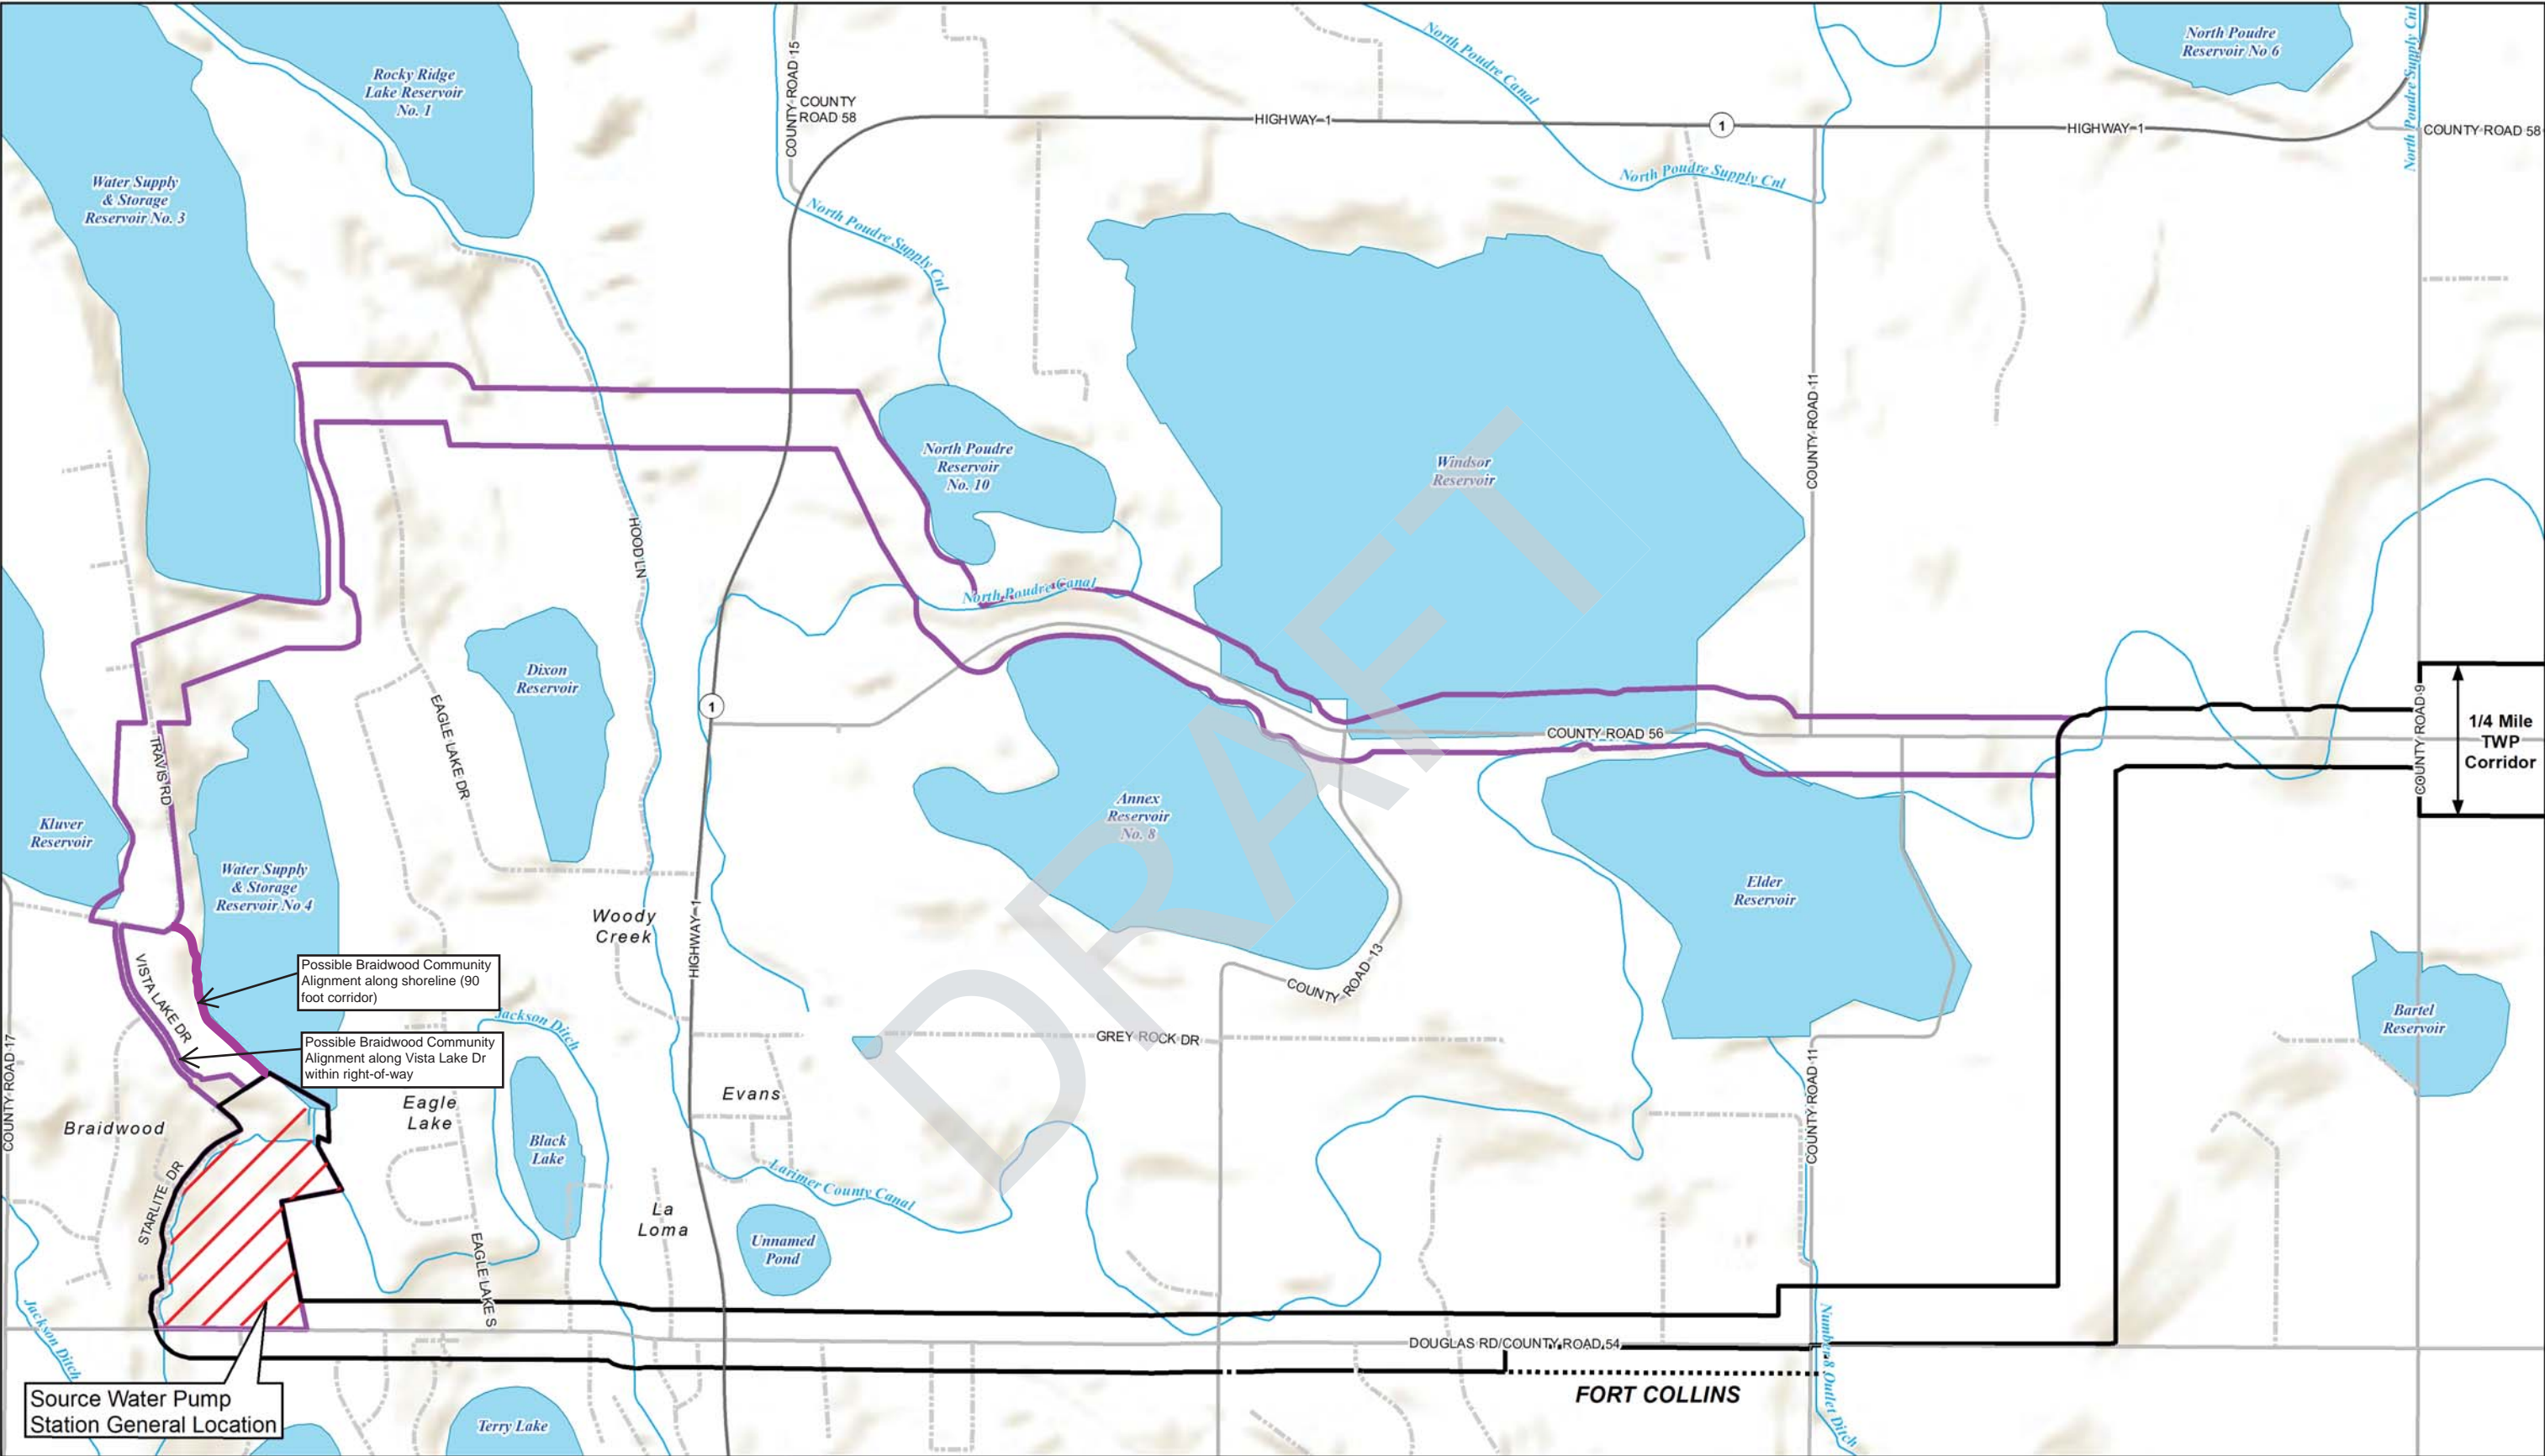 North Poudre Canal
North Poudre
Reservoir No 6
North Poudre Supply Cnl
Rocky Ridge
Lake Reservoir
No. 1
COUNTY ROAD 15
COUNTY
ROAD 58
HIGHWAY 1
1
HIGHWAY 1
COUNTY ROAD 58
Water Supply
& Storage
Reservoir No. 3
North Poudre Supply Cnl
North Poudre Supply Cnl
North Poudre
Reservoir
No. 10
Windsor
Reservoir
COUNTY ROAD 11
HOOD LN
North Poudre Canal
Dixon
Reservoir
EAGLE LAKE DR
1
COUNTY ROAD 56
COUNTY ROAD 9
1/4 Mile
TWP
Corridor
TRAVIS RD
Kluver
Reservoir
Annex
Reservoir
No. 8
Water Supply
& Storage
Reservoir No 4
Elder
Reservoir
Woody
Creek
HIGHWAY 1
COUNTY ROAD 13
VISTA LAKE DR
Possible Braidwood Community
Alignment along shoreline (90
foot corridor)
Jackson Ditch
Bartel
Reservoir
COUNTY ROAD 17
Possible Braidwood Community
Alignment along Vista Lake Dr
within right-of-way
GREY ROCK DR
COUNTY ROAD 11
Braidwood
Eagle
Lake
Evans
Black
Lake
Larimer County Canal
STARLITE DR
La
Loma
Unnamed
Pond
EAGLE LAKE S
Jackson Ditch
DOUGLAS RD/COUNTY ROAD 54
Number 8 Outlet Ditch
Source Water Pump
Station General Location
Terry Lake
FORT COLLINS
DRAFT